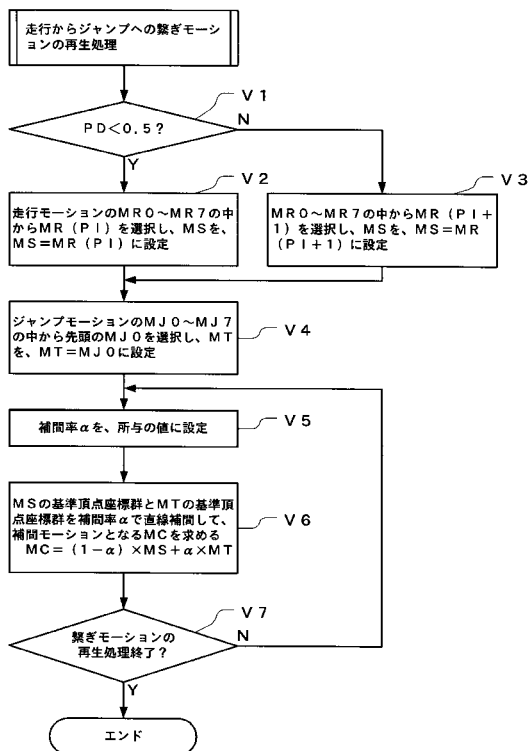 走行からジャンプへの繋ぎモーシ
ョンの再生処理
V1
PD<0.5?
N
Y
V2
V3
走行モーションのMR0~MR7の中
からMR(PI)を選択し、MSを、
MS=MR(PI)に設定
MR0~MR7の中からMR(PI+
1)を選択し、MSを、MS=MR
(PI+1)に設定
ジャンプモーションのMJ0~MJ7
の中から先頭のMJ0を選択し、MT
を、MT=MJ0に設定
V4
補間率αを、所与の値に設定
V5
MSの基準頂点座標群とMTの基準頂
点座標群を補間率αで直線補間して、
補間モーションとなるMCを求める
MC=(1-α)×MS+α×MT
V6
V7
繋ぎモーションの
再生処理終了?
N
Y
エンド